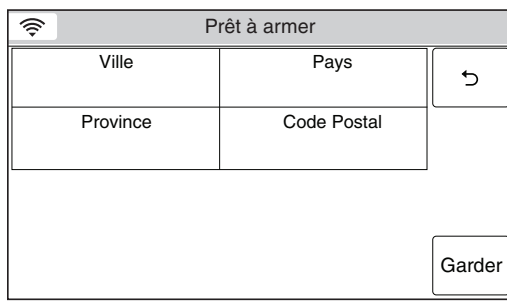 Prêt à armer
Ville
Pays
Province
Code Postal
Garder